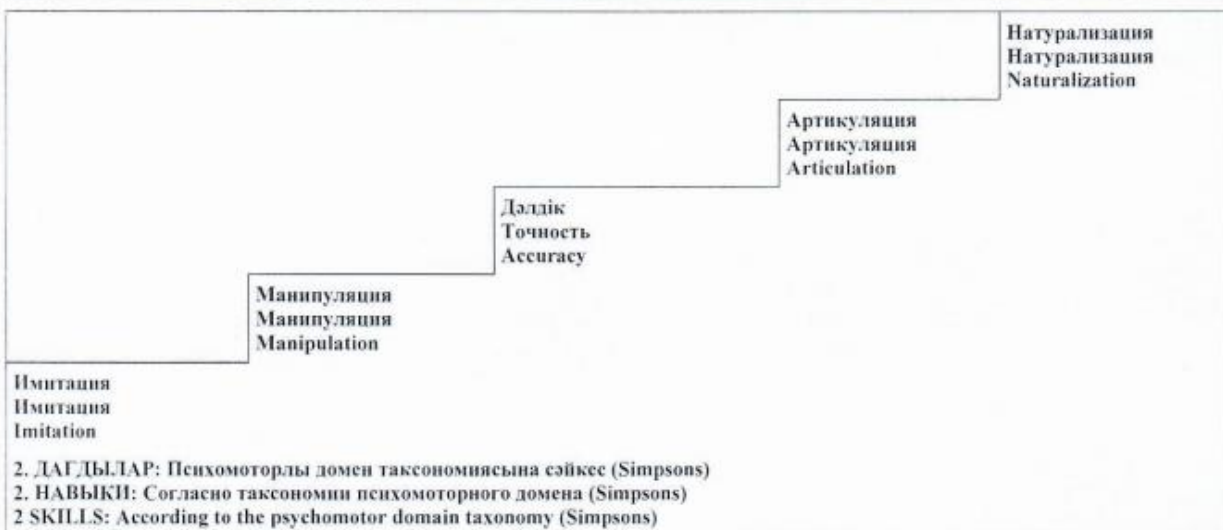 Натурализация
Натурализация
Naturalization
Артикуляция
Артикуляция
Articulation
Дәлдік
Точность
Accuracy
Манипуляция
Манипуляция
Manipulation
Имитация
Имитация
Imitation
2. ДАҒДЫЛАР: Психомоторлы домен таксономиясына сәйкес (Simpsons)
2. НАВЫКИ: Согласно таксономии психомоторного домена (Simpsons)
2 SKILLS: According to the psychomotor domain taxonomy (Simpsons)